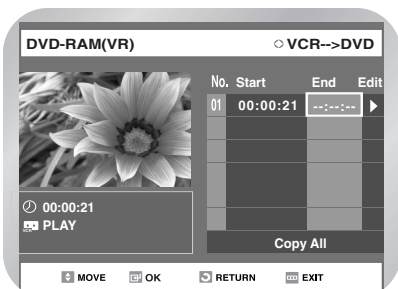 DVD-RAM(VR) VCR-->DVD
No. Start End Edit
01 00:00:21 --:--:--
00:00:21
PLAY
Copy All
MOVE OK RETURN EXIT